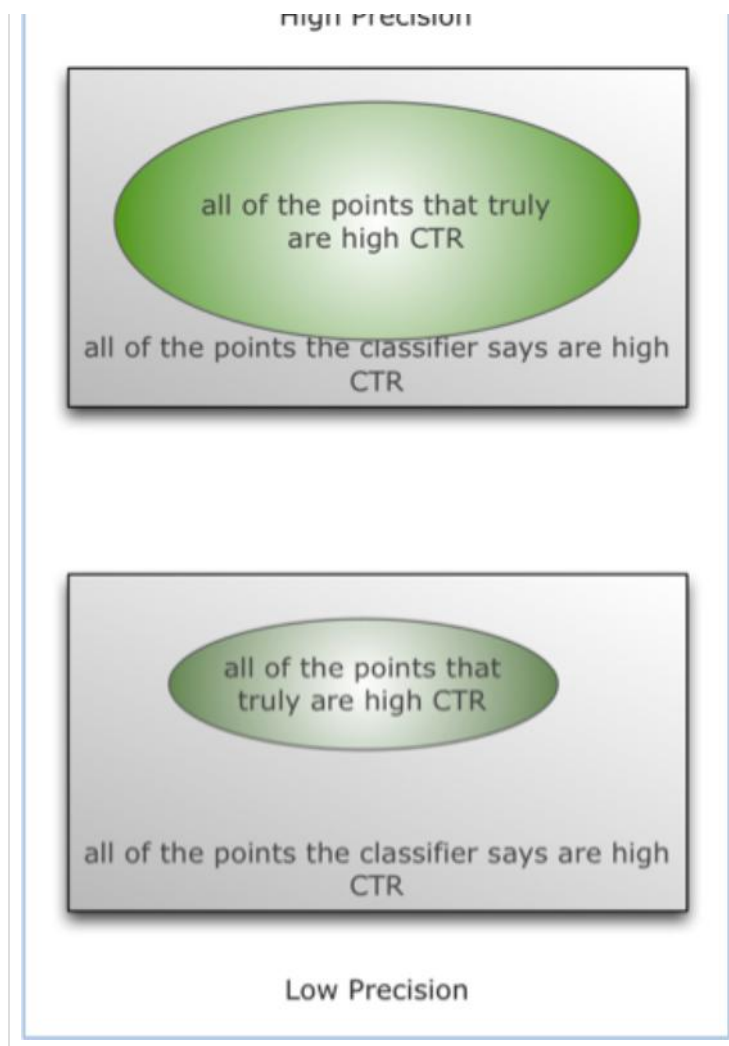 High Precision
all of the points that truly
are high CTR
all of the points the classifier says are high
CTR
all of the points that
truly are high CTR
all of the points the classifier says are high
CTR
Low Precision